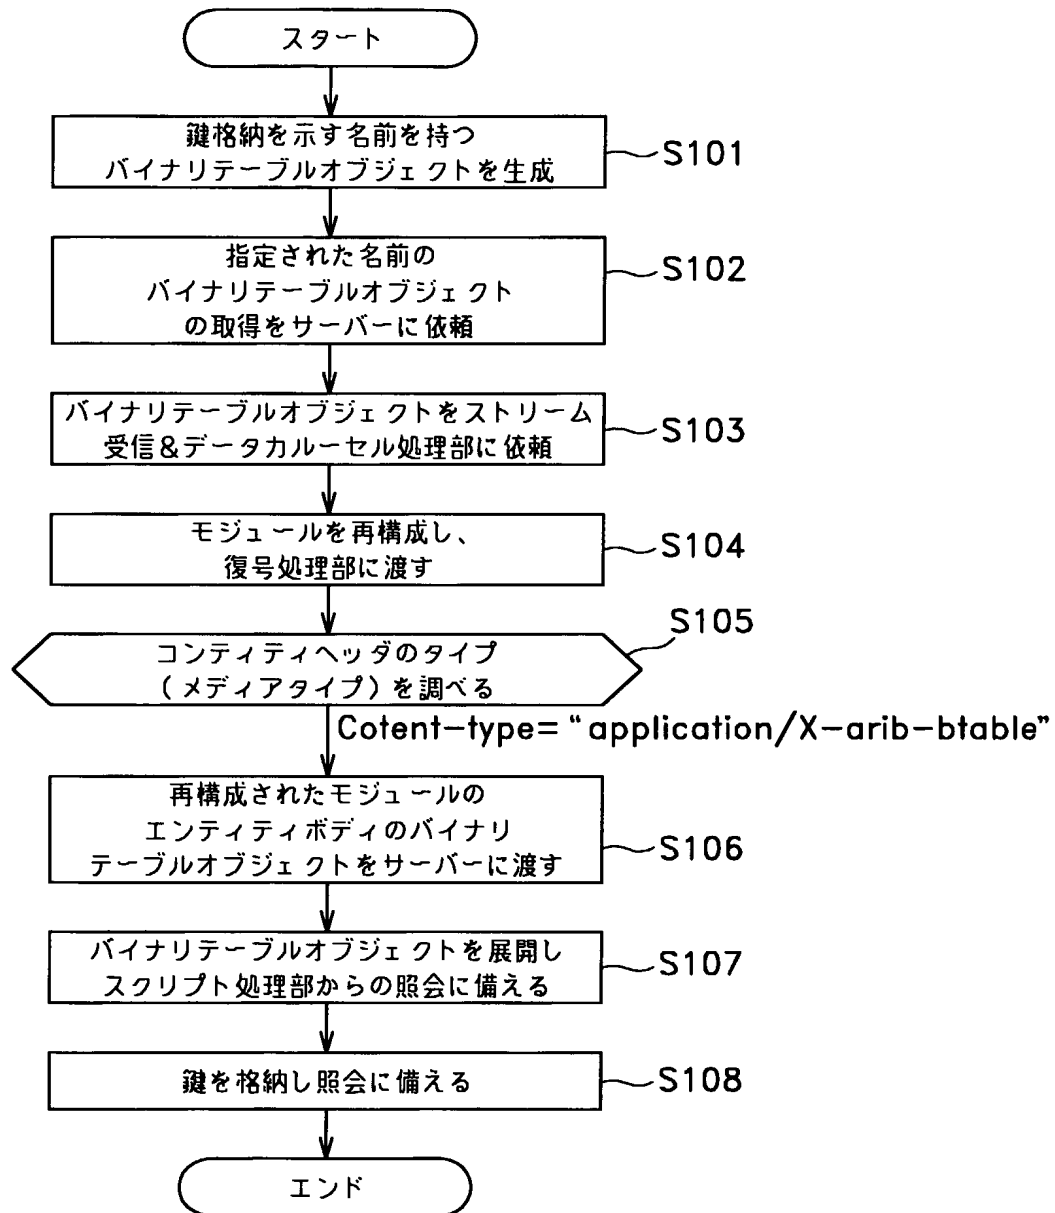 スタート
鍵格納を示す名前を持つ
バイナリテーブルオブジェクトを生成
S101
指定された名前の
バイナリテーブルオブジェクト
の取得をサーバーに依頼
S102
バイナリテーブルオブジェクトをストリーム
受信&データカルーセル処理部に依頼
S103
モジュールを再構成し、
復号処理部に渡す
S104
コンティティヘッダのタイプ
(メディアタイプ)を調べる
S105
Cotent-type= “application/X-arib-btable”
再構成されたモジュールの
エンティティボディのバイナリ
テーブルオブジェクトをサーバーに渡す
S106
バイナリテーブルオブジェクトを展開し
スクリプト処理部からの照会に備える
S107
鍵を格納し照会に備える
S108
エンド